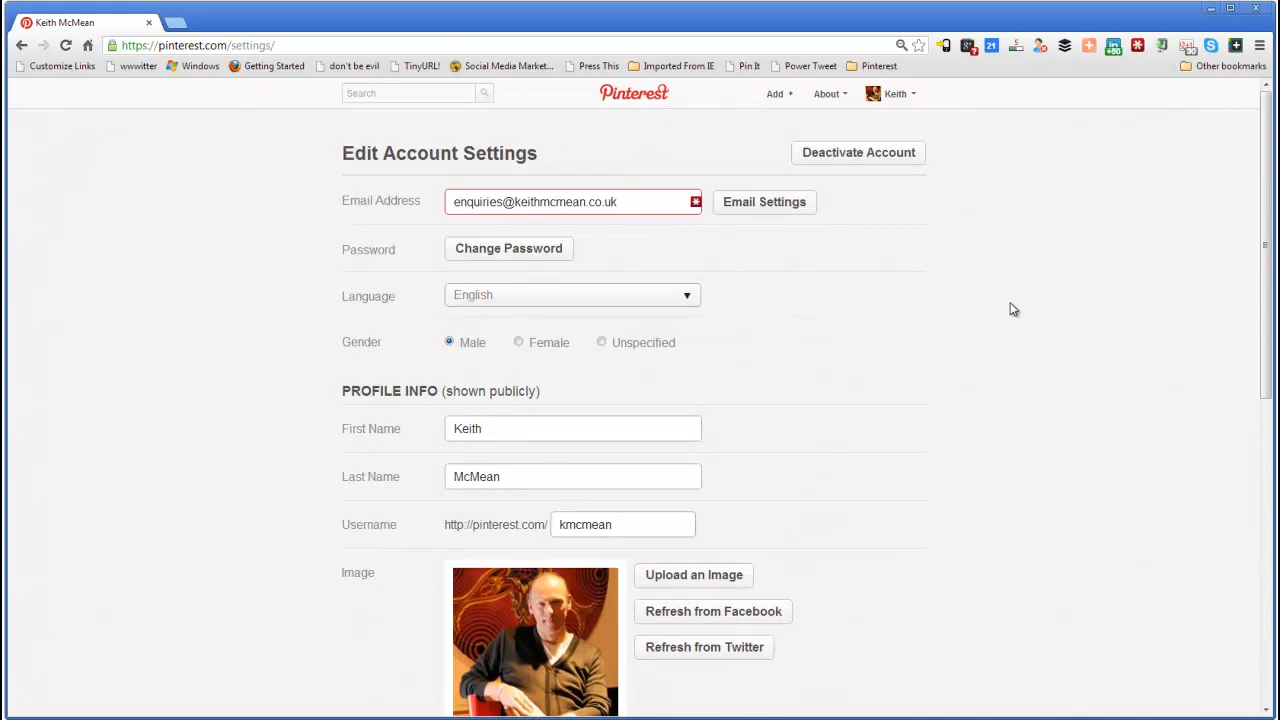 Keith McMean
https://pinterest.com/settings/
Customize Links wwwitter Windows Getting Started don't be evil TinyURL! Social Media Market... Press This Imported From IE Pin It Power Tweet Pinterest Other bookmarks
Search Pinterest Add + About Keith
Edit Account Settings Deactivate Account
Email Address enquiries@keithmcmean.co.uk Email Settings
Password Change Password
Language English
Gender Male Female Unspecified
PROFILE INFO (shown publicly)
First Name Keith
Last Name McMean
Username http://pinterest.com/ kmcmean
Image Upload an Image
Refresh from Facebook
Refresh from Twitter